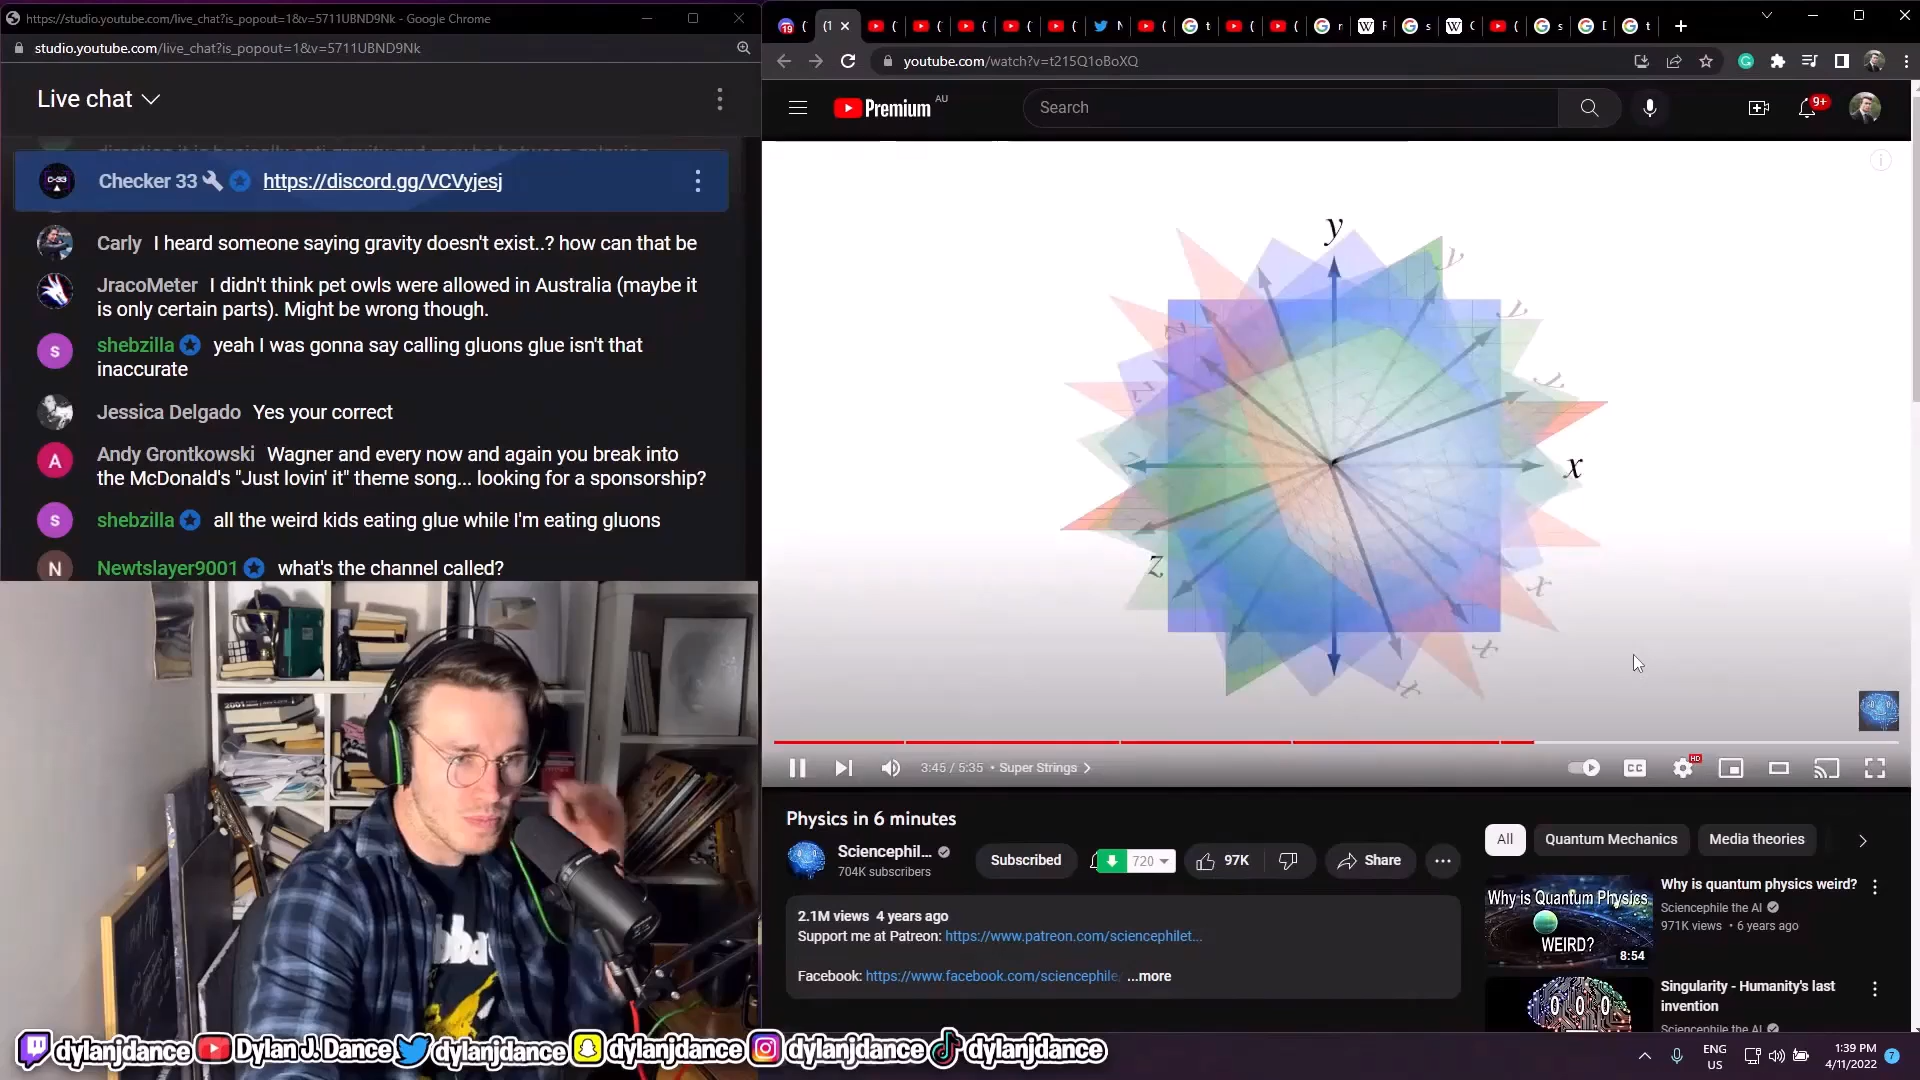 https://studio.youtube.com/live_chat?is_popout=1&v=5711UBND9Nk - Google Chrome
studio.youtube.com/live_chat?is_popout=1&v=5711UBND9Nk
Live chat
Checker 33 https://discord.gg/VCVyjesj
Carly I heard someone saying gravity doesn't exist..? how can that be
JracoMeter I didn't think pet owls were allowed in Australia (maybe it
is only certain parts). Might be wrong though.
shebzilla yeah I was gonna say calling gluons glue isn't that
inaccurate
Jessica Delgado Yes your correct
Andy Grontkowski Wagner and every now and again you break into
the McDonald's "Just lovin' it" theme song... looking for a sponsorship?
shebzilla all the weird kids eating glue while I'm eating gluons
Newtslayer9001 what's the channel called?
youtube.com/watch?v=t215Q1oBoXQ
Premium AU
Search
9+
y
y
y
y
x
z
x
x
x
3:45 / 5:35 • Super Strings
CC
HD
Physics in 6 minutes
Sciencephil...
704K subscribers
Subscribed
720
97K
Share
2.1M views 4 years ago
Support me at Patreon: https://www.patreon.com/sciencephilet...
Facebook: https://www.facebook.com/sciencephile/ ...more
All
Quantum Mechanics
Media theories
Why is Quantum Physics
WEIRD?
8:54
Why is quantum physics weird?
Sciencephile the AI
971K views • 6 years ago
Singularity - Humanity's last
invention
Sciencephile the AI
dylanjdance Dylan J. Dance dylanjdance dylanjdance dylanjdance dylanjdance
ENG
US
1:39 PM
4/11/2022
7